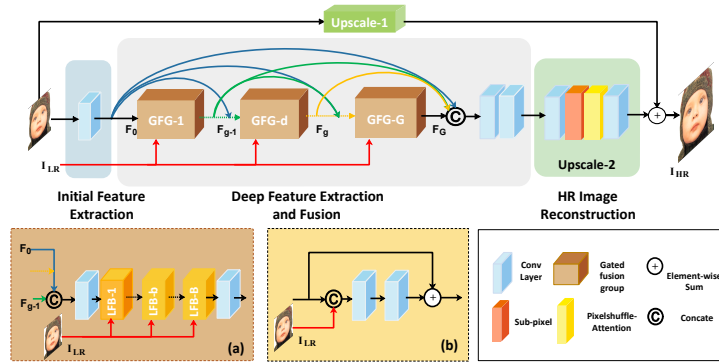 Upscale-1
GFG-1
GFG-d
GFG-G
F0
Fg-1
Fg
FG
C
+
ILR
IHR
Upscale-2
Initial Feature
Extraction
Deep Feature Extraction
and Fusion
HR Image
Reconstruction
F0
Fg-1
C
LFB-1
LFB-b
LFB-B
ILR
(a)
C
+
ILR
(b)
Conv
Layer
Gated
fusion
group
+
Element-wise
Sum
Sub-pixel
Pixelshuffle-
Attention
C
Concate